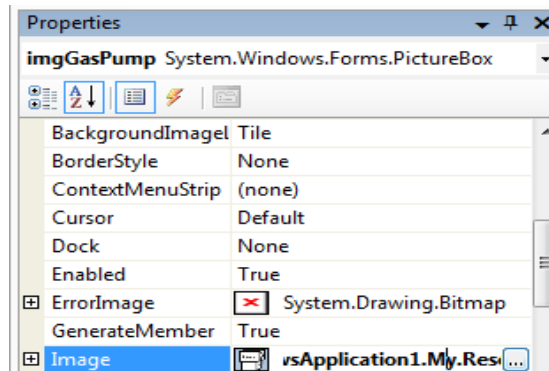 Properties
imgGasPump System.Windows.Forms.PictureBox
BackgroundImageL Tile
BorderStyle None
ContextMenuStrip (none)
Cursor Default
Dock None
Enabled True
ErrorImage System.Drawing.Bitmap
GenerateMember True
Image vsApplication1.My.Res